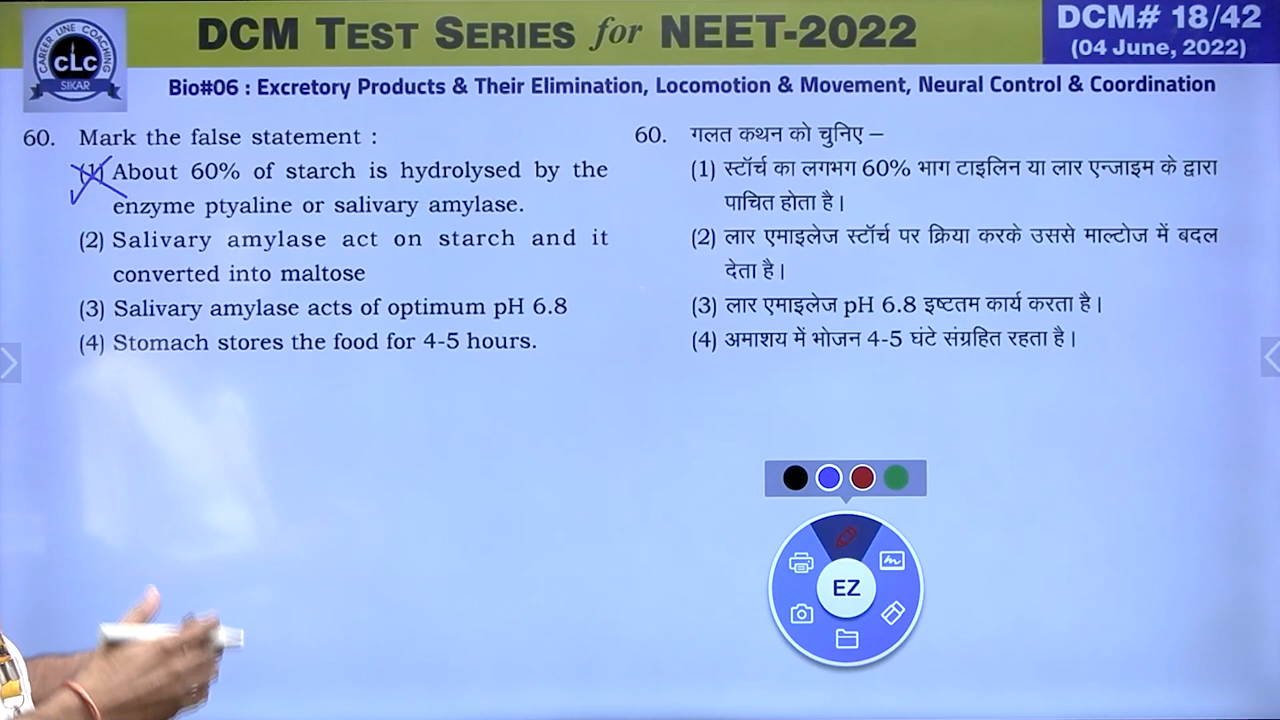 DCM TEST SERIES for NEET-2022
DCM# 18/42
(04 June, 2022)
CAREER LINE COACHING
CLC
SIKAR
Bio#06 : Excretory Products & Their Elimination, Locomotion & Movement, Neural Control & Coordination
60. Mark the false statement :
(1) About 60% of starch is hydrolysed by the
enzyme ptyaline or salivary amylase.
(2) Salivary amylase act on starch and it
converted into maltose
(3) Salivary amylase acts of optimum pH 6.8
(4) Stomach stores the food for 4-5 hours.
60. गलत कथन को चुनिए –
(1) स्टॉर्च का लगभग 60% भाग टाइलिन या लार एन्जाइम के द्वारा
पाचित होता है।
(2) लार एमाइलेज स्टॉर्च पर क्रिया करके उससे माल्टोज में बदल
देता है।
(3) लार एमाइलेज pH 6.8 इष्टतम कार्य करता है।
(4) अमाशय में भोजन 4-5 घंटे संग्रहित रहता है।
EZ